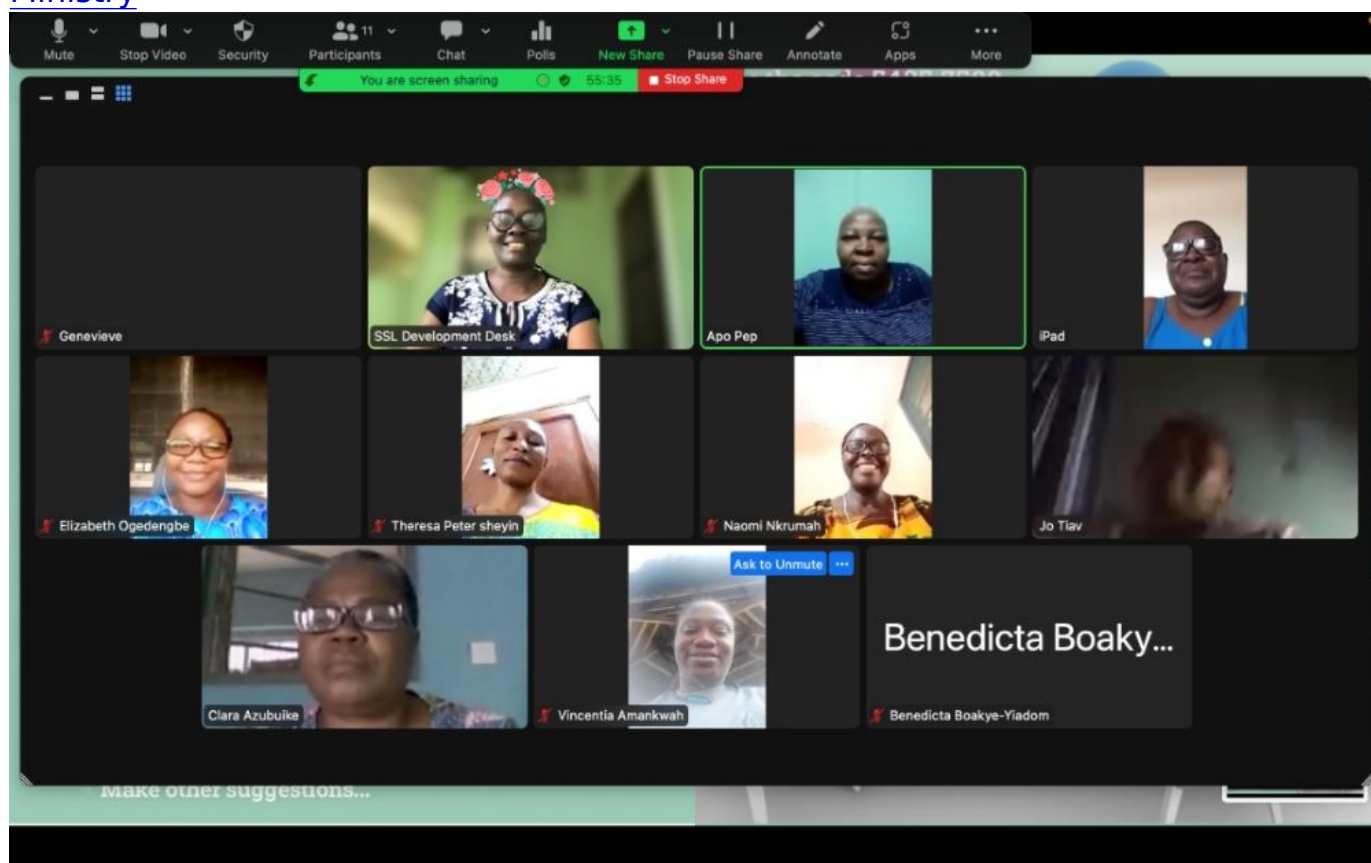 Ministry
11
Mute Stop Video Security Participants Chat Polls New Share Pause Share Annotate Apps More
You are screen sharing 55:35 Stop Share
Genevieve SSL Development Desk Apo Pep iPad
Elizabeth Ogedengbe Theresa Peter sheyin Naomi Nkrumah Jo Tiav
Ask to Unmute ...
Benedicta Boaky...
Clara Azubuike Vincentia Amankwah Benedicta Boakye-Yiadom
Make other suggestions...